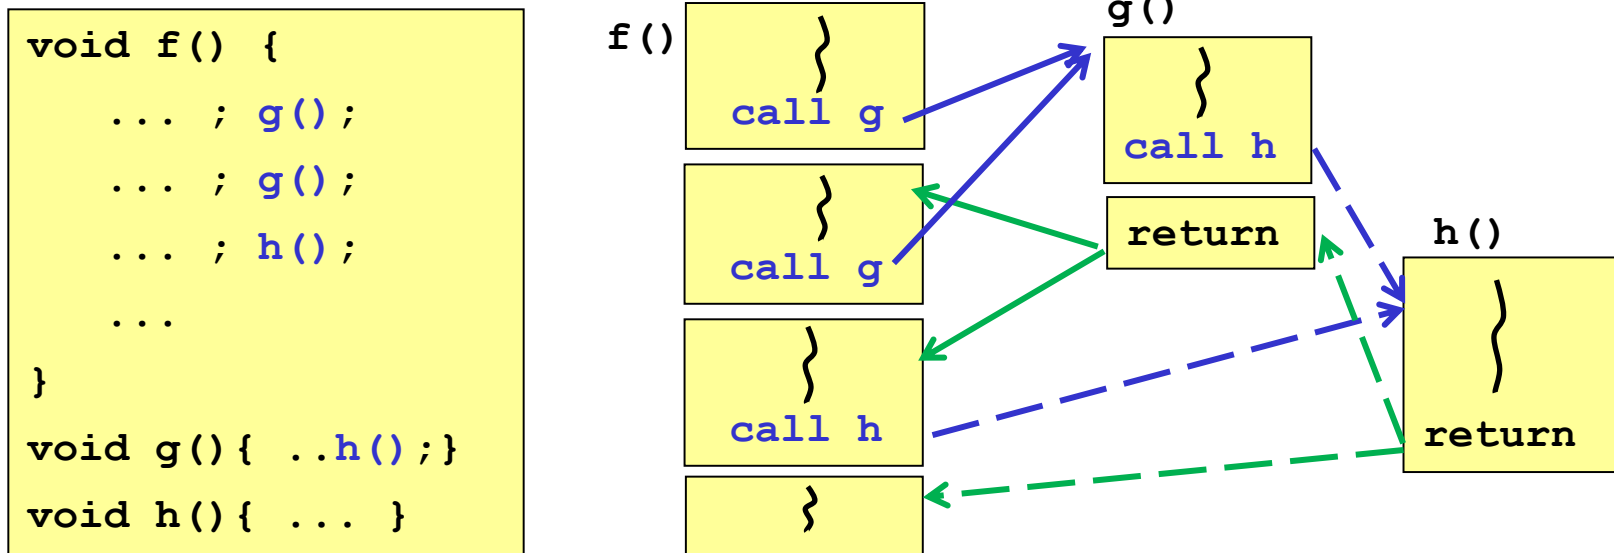 void f() {
... ; g();
... ; g();
... ; h();
...
}
void g(){ ..h();}
void h(){ ... }
f()
call g
call g
call h
g()
call h
return
h()
return